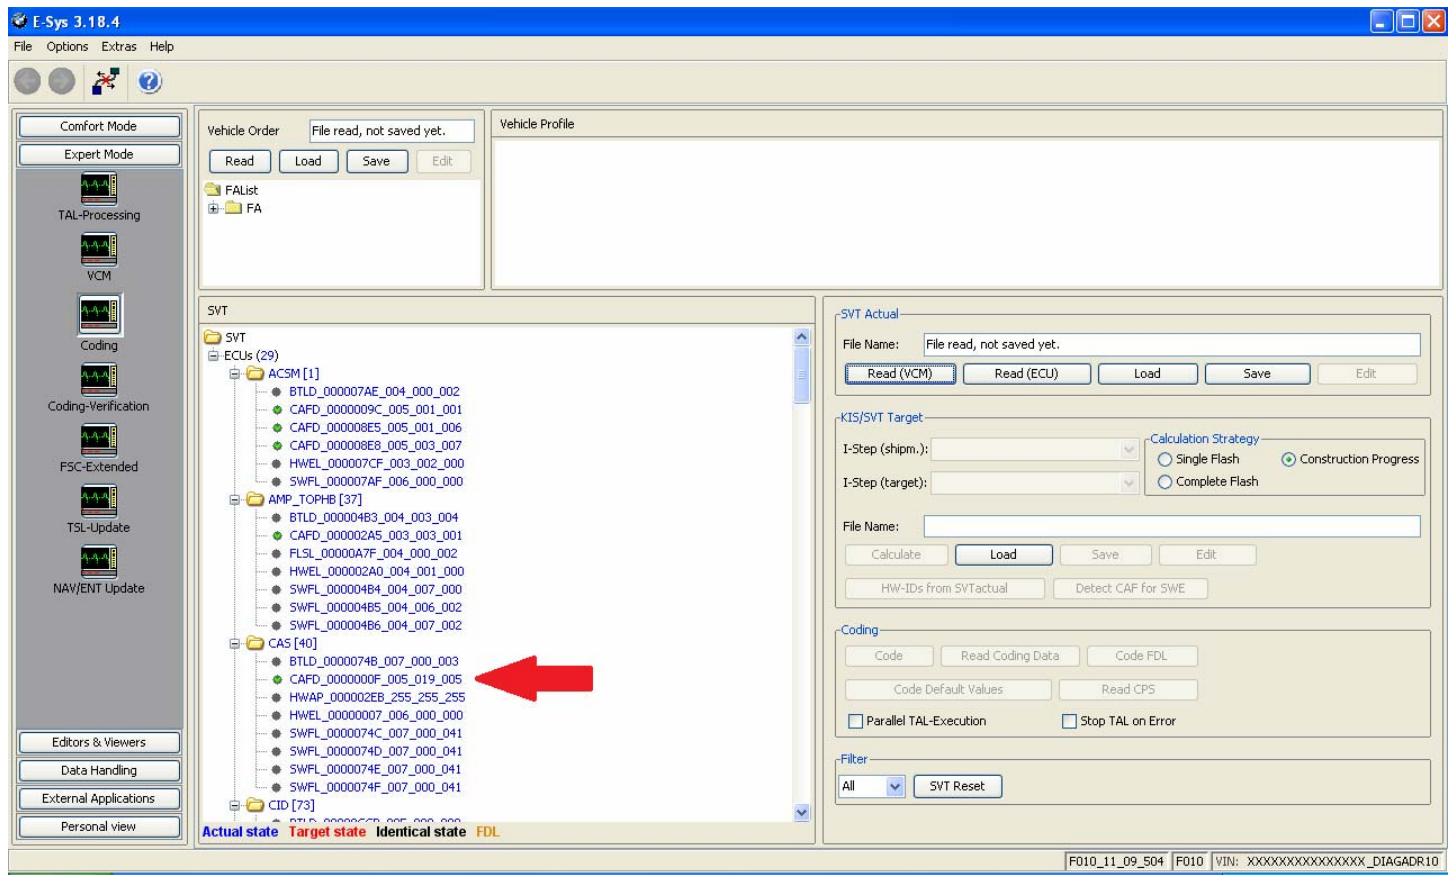 E-Sys 3.18.4
File Options Extras Help
Comfort Mode
Expert Mode
TAL-Processing
VCM
Coding
Coding-Verification
FSC-Extended
TSL-Update
NAV/ENT Update
Editors & Viewers
Data Handling
External Applications
Personal view
Vehicle Order File read, not saved yet.
Read Load Save Edit
FAList
FA
Vehicle Profile
SVT
SVT
ECUs (29)
ACSM [1]
BTLD_000007AE_004_000_002
CAFD_0000009C_005_001_001
CAFD_000008E5_005_001_006
CAFD_000008E8_005_003_007
HWEL_000007CF_003_002_000
SWFL_000007AF_006_000_000
AMP_TOPHB [37]
BTLD_000004B3_004_003_004
CAFD_000002A5_003_003_001
FLSL_00000A7F_004_000_002
HWEL_000002A0_004_001_000
SWFL_000004B4_004_007_000
SWFL_000004B5_004_006_002
SWFL_000004B6_004_007_002
CAS [40]
BTLD_0000074B_007_000_003
CAFD_0000000F_005_019_005
HWAP_000002EB_255_255_255
HWEL_00000007_006_000_000
SWFL_0000074C_007_000_041
SWFL_0000074D_007_000_041
SWFL_0000074E_007_000_041
SWFL_0000074F_007_000_041
CID [73]
Actual state Target state Identical state FDL
SVT Actual
File Name: File read, not saved yet.
Read (VCM) Read (ECU) Load Save Edit
KIS/SVT Target
I-Step (shipm.):
I-Step (target):
Calculation Strategy
Single Flash Construction Progress
Complete Flash
File Name:
Calculate Load Save Edit
HW-IDs from SVTactual Detect CAF for SWE
Coding
Code Read Coding Data Code FDL
Code Default Values Read CPS
Parallel TAL-Execution Stop TAL on Error
Filter
All SVT Reset
F010_11_09_504 F010 VIN: XXXXXXXXXXXXXXX_DIAGADR10